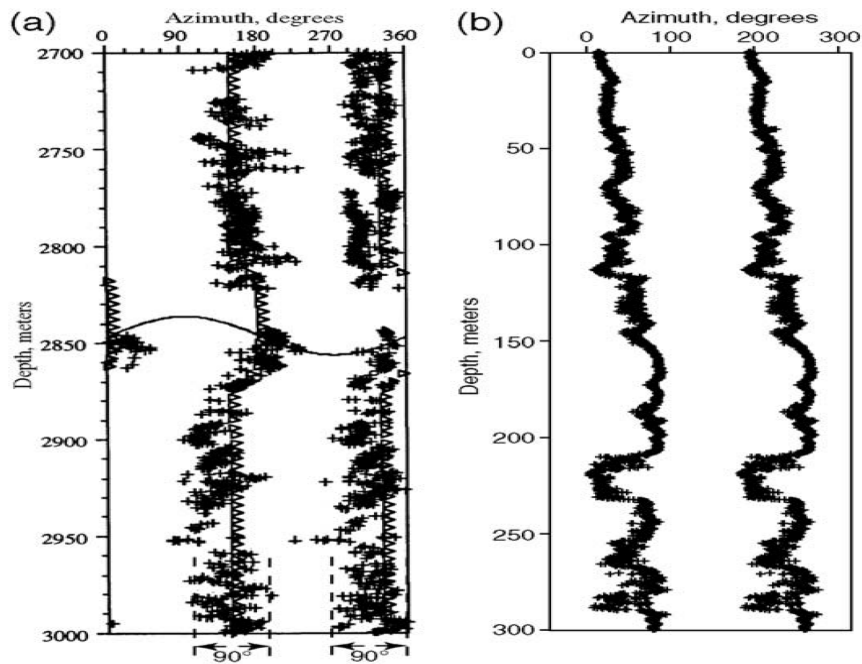 (a)
Azimuth, degrees
0 90 180 270 360
2700
2750
2800
2850
2900
2950
3000
Depth, meters
90° 90°
(b)
Azimuth, degrees
0 100 200 300
0
50
100
150
200
250
300
Depth, meters